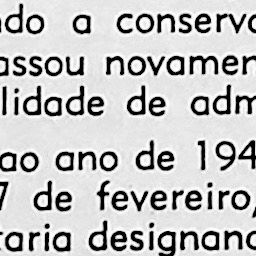 ndo a conserva
assou novamen
lidade de adm
ao ano de 194
7 de fevereiro,
taria designand